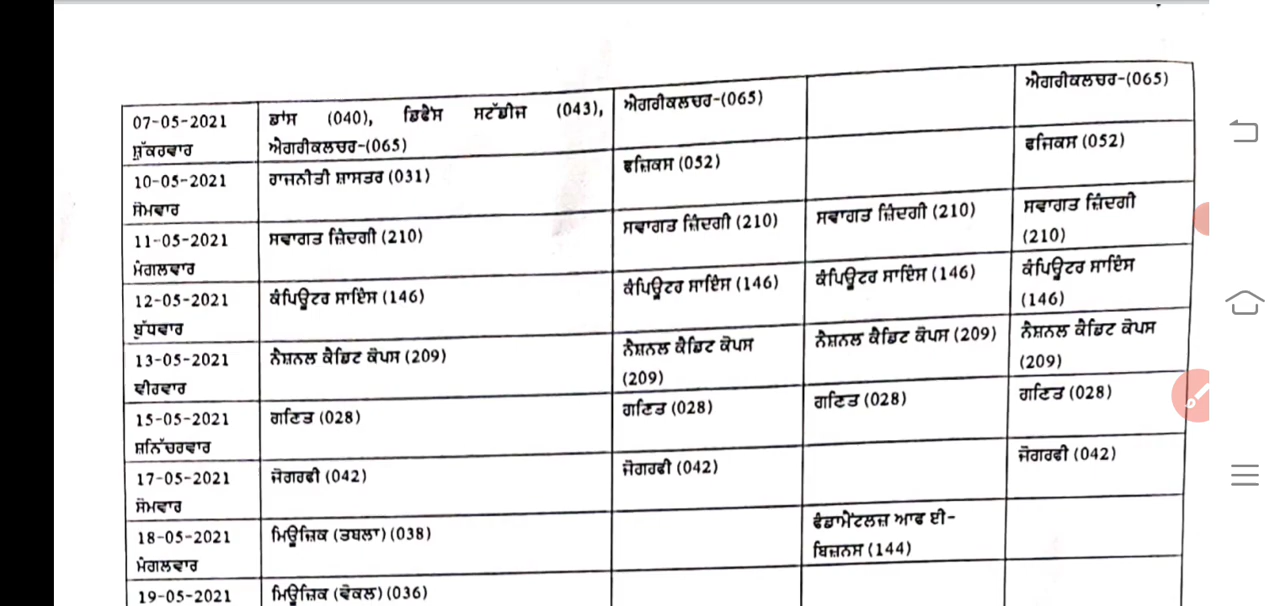 07-05-2021
ਸ਼ੁੱਕਰਵਾਰ
ਡਾਂਸ (040), ਡਿਫੈਂਸ ਸਟੱਡੀਜ (043),
ਐਗਰੀਕਲਚਰ-(065)
ਐਗਰੀਕਲਚਰ-(065)
ਐਗਰੀਕਲਚਰ-(065)
10-05-2021
ਸੋਮਵਾਰ
ਰਾਜਨੀਤੀ ਸ਼ਾਸਤਰ (031)
ਫਜ਼ਿਕਸ (052)
ਫਜਿਕਸ (052)
11-05-2021
ਮੰਗਲਵਾਰ
ਸਵਾਗਤ ਜ਼ਿੰਦਗੀ (210)
ਸਵਾਗਤ ਜ਼ਿੰਦਗੀ (210)
ਸਵਾਗਤ ਜ਼ਿੰਦਗੀ (210)
ਸਵਾਗਤ ਜ਼ਿੰਦਗੀ
(210)
12-05-2021
ਬੁੱਧਵਾਰ
ਕੰਪਿਊਟਰ ਸਾਇੰਸ (146)
ਕੰਪਿਊਟਰ ਸਾਇੰਸ (146)
ਕੰਪਿਊਟਰ ਸਾਇੰਸ (146)
ਕੰਪਿਊਟਰ ਸਾਇੰਸ
(146)
13-05-2021
ਵੀਰਵਾਰ
ਨੈਸ਼ਨਲ ਕੈਡਿਟ ਕੋਪਸ (209)
ਨੈਸ਼ਨਲ ਕੈਡਿਟ ਕੋਪਸ
(209)
ਨੈਸ਼ਨਲ ਕੈਡਿਟ ਕੋਪਸ (209)
ਨੈਸ਼ਨਲ ਕੈਡਿਟ ਕੋਪਸ
(209)
15-05-2021
ਸ਼ਨਿੱਚਰਵਾਰ
ਗਣਿਤ (028)
ਗਣਿਤ (028)
ਗਣਿਤ (028)
ਗਣਿਤ (028)
17-05-2021
ਸੋਮਵਾਰ
ਜੋਗਰਫੀ (042)
ਜੋਗਰਫੀ (042)
ਜੋਗਰਫੀ (042)
18-05-2021
ਮੰਗਲਵਾਰ
ਮਿਊਜ਼ਿਕ (ਤਬਲਾ) (038)
ਫੰਡਾਮੈਂਟਲਜ਼ ਆਫ ਈ-
ਬਿਜ਼ਨਸ (144)
19-05-2021
ਮਿਊਜ਼ਿਕ (ਵੋਕਲ) (036)